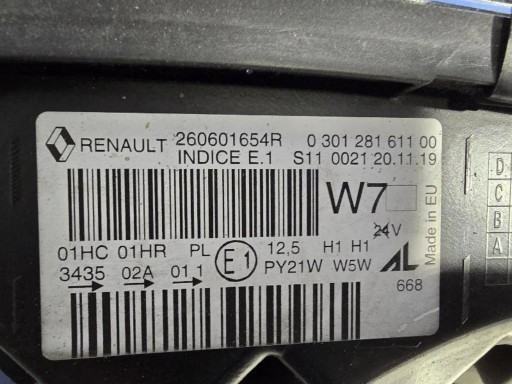 RENAULT 260601654R 0 301 281 611 00
INDICE E.1 S11 0021 20.11.19
W7
24V
Made in EU
01HC 01HR PL E1 12,5 H1 H1
3435 02A 01 1 PY21W W5W AL
668
D
C
B
A